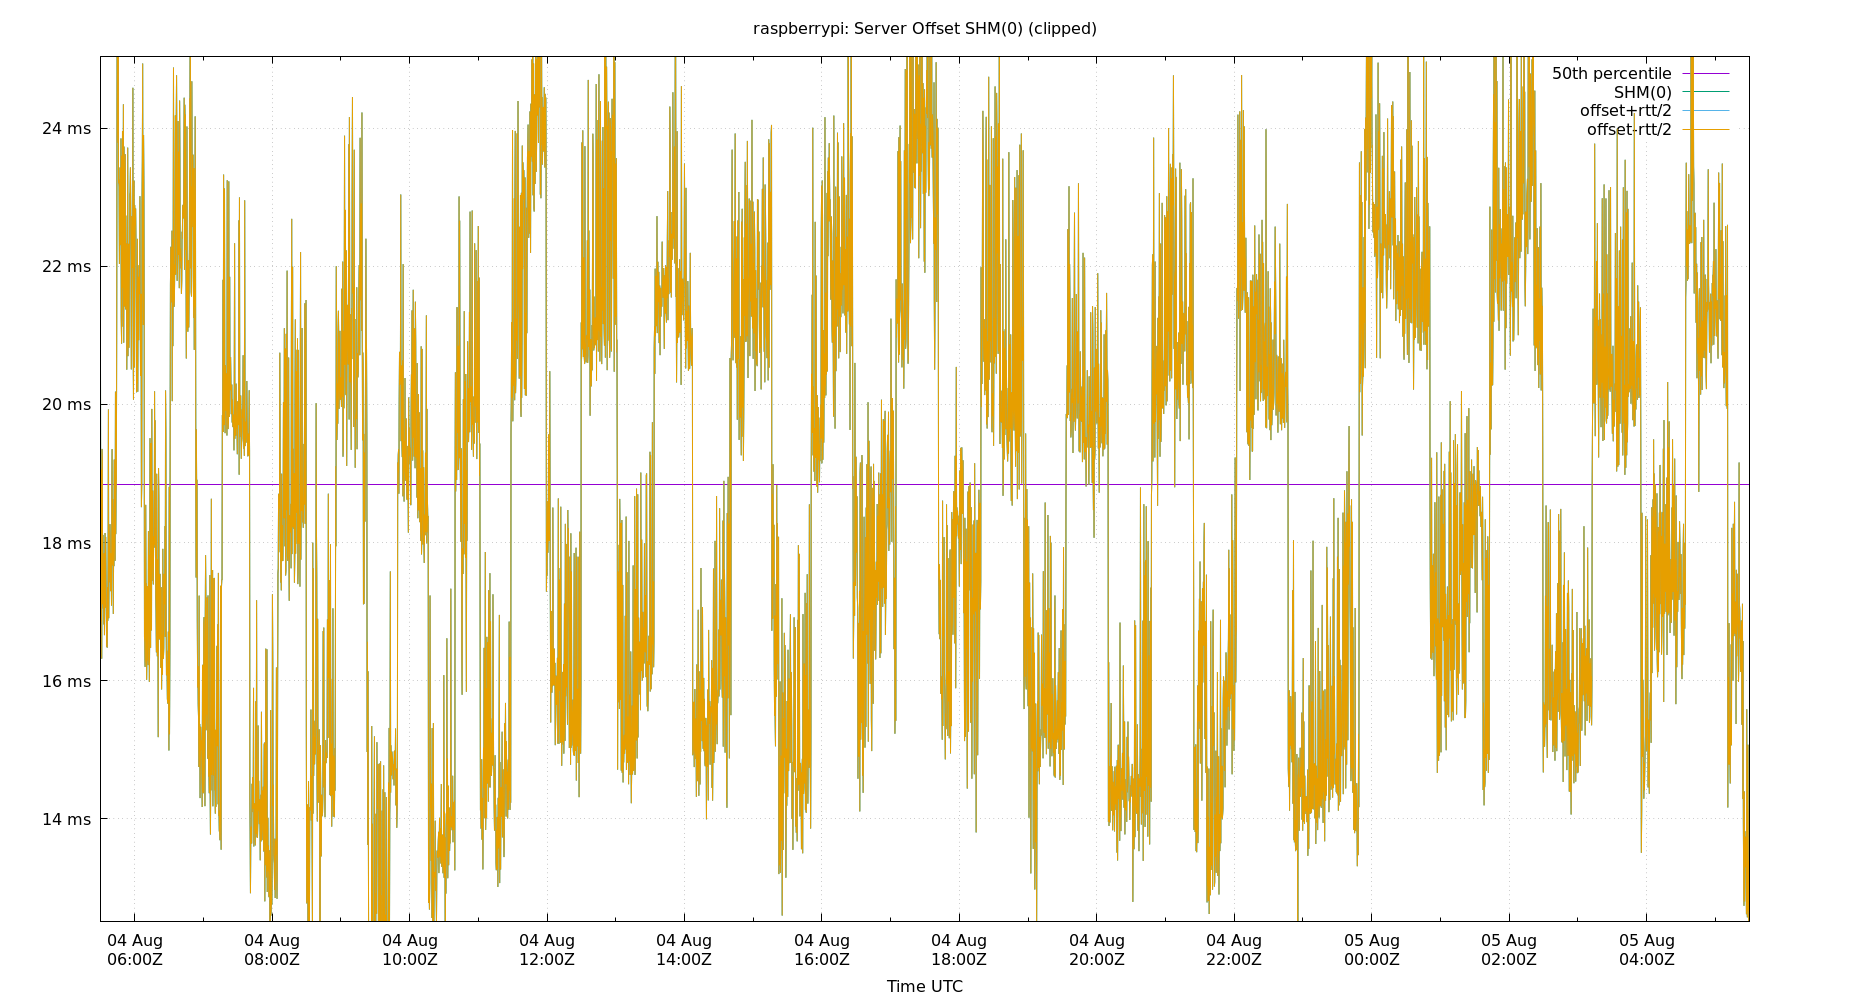 raspberrypi: Server Offset SHM(0) (clipped)
50th percentile
SHM(0)
offset+rtt/2
offset-rtt/2
24 ms
22 ms
20 ms
18 ms
16 ms
14 ms
04 Aug 04 Aug 04 Aug 04 Aug 04 Aug 04 Aug 04 Aug 04 Aug 04 Aug 05 Aug 05 Aug 05 Aug
06:00Z 08:00Z 10:00Z 12:00Z 14:00Z 16:00Z 18:00Z 20:00Z 22:00Z 00:00Z 02:00Z 04:00Z
Time UTC